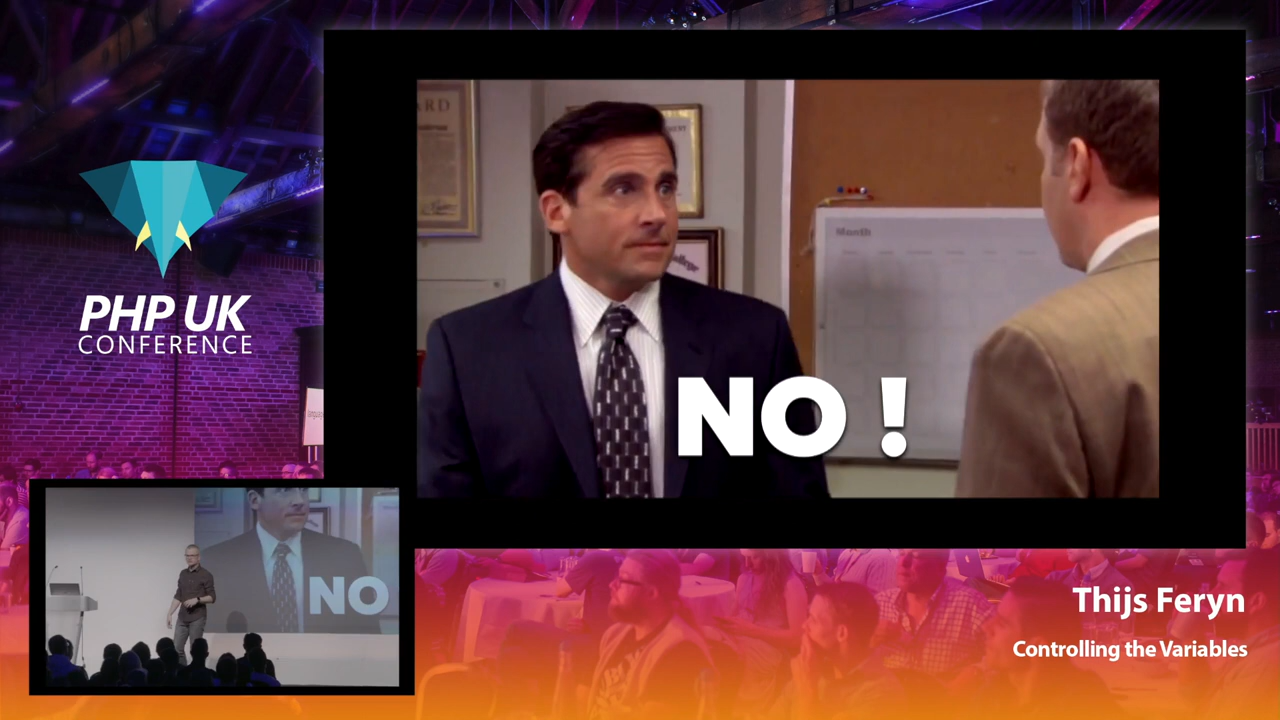 PHP UK
CONFERENCE
Month
NO !
NO
Thijs Feryn
Controlling the Variables